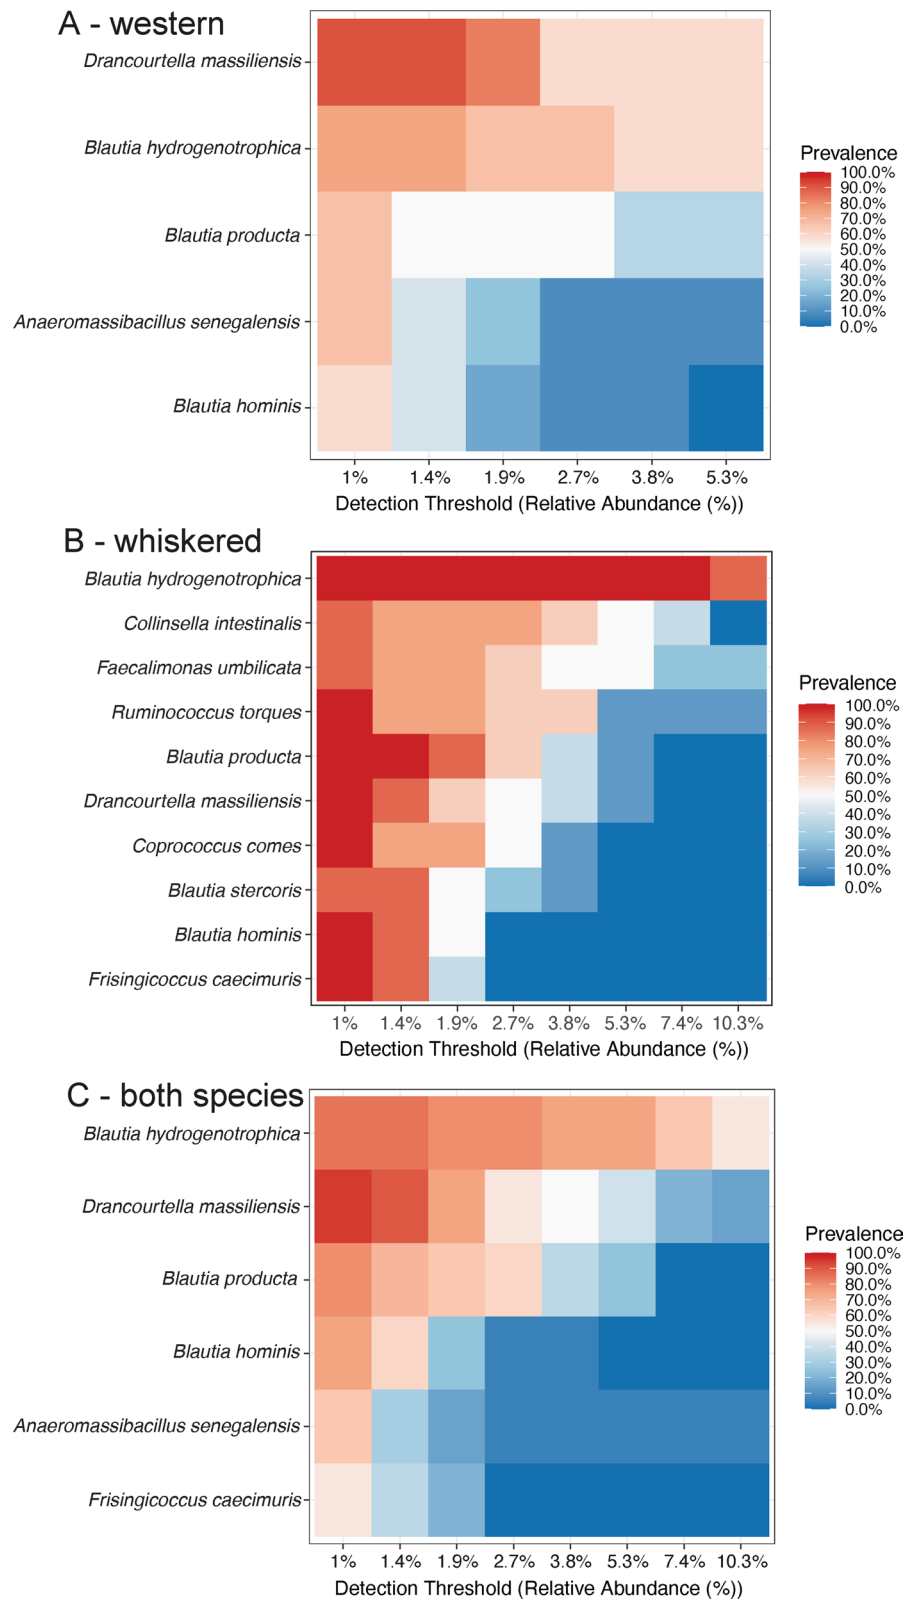 A - western
Drancourtella massiliensis
Blautia hydrogenotrophica
Blautia producta
Anaeromassibacillus senegalensis
Blautia hominis
1% 1.4% 1.9% 2.7% 3.8% 5.3%
Detection Threshold (Relative Abundance (%))
Prevalence
100.0%
90.0%
80.0%
70.0%
60.0%
50.0%
40.0%
30.0%
20.0%
10.0%
0.0%
B - whiskered
Blautia hydrogenotrophica
Collinsella intestinalis
Faecalimonas umbilicata
Ruminococcus torques
Blautia producta
Drancourtella massiliensis
Coprococcus comes
Blautia stercoris
Blautia hominis
Frisingicoccus caecimuris
1% 1.4% 1.9% 2.7% 3.8% 5.3% 7.4% 10.3%
Detection Threshold (Relative Abundance (%))
Prevalence
100.0%
90.0%
80.0%
70.0%
60.0%
50.0%
40.0%
30.0%
20.0%
10.0%
0.0%
C - both species
Blautia hydrogenotrophica
Drancourtella massiliensis
Blautia producta
Blautia hominis
Anaeromassibacillus senegalensis
Frisingicoccus caecimuris
1% 1.4% 1.9% 2.7% 3.8% 5.3% 7.4% 10.3%
Detection Threshold (Relative Abundance (%))
Prevalence
100.0%
90.0%
80.0%
70.0%
60.0%
50.0%
40.0%
30.0%
20.0%
10.0%
0.0%